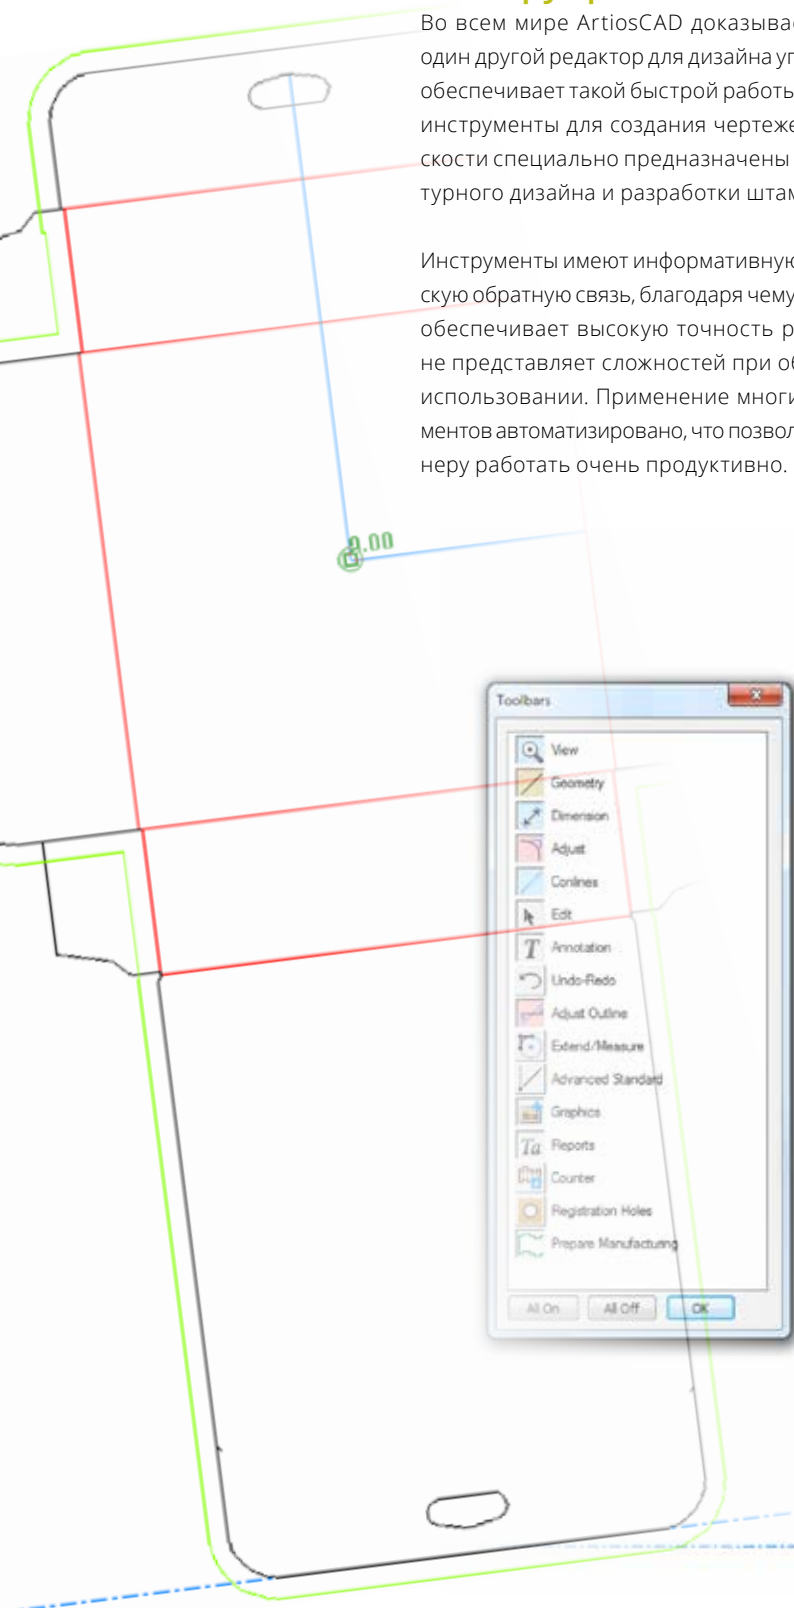 Во всем мире ArtiosCAD доказывае
один другой редактор для дизайна уп
обеспечивает такой быстрой работы
инструменты для создания чертеже
скости специально предназначены
турного дизайна и разработки штам
Инструменты имеют информативную
скую обратную связь, благодаря чему
обеспечивает высокую точность р
не представляет сложностей при об
использовании. Применение многи
ментов автоматизировано, что позвол
неру работать очень продуктивно.
0.00
Toolbars
View
Geometry
Dimension
Adjust
Conlines
Edit
Annotation
Undo-Redo
Adjust Outline
Extend/Measure
Advanced Standard
Graphics
Reports
Counter
Registration Holes
Prepare Manufacturing
All On All Off OK